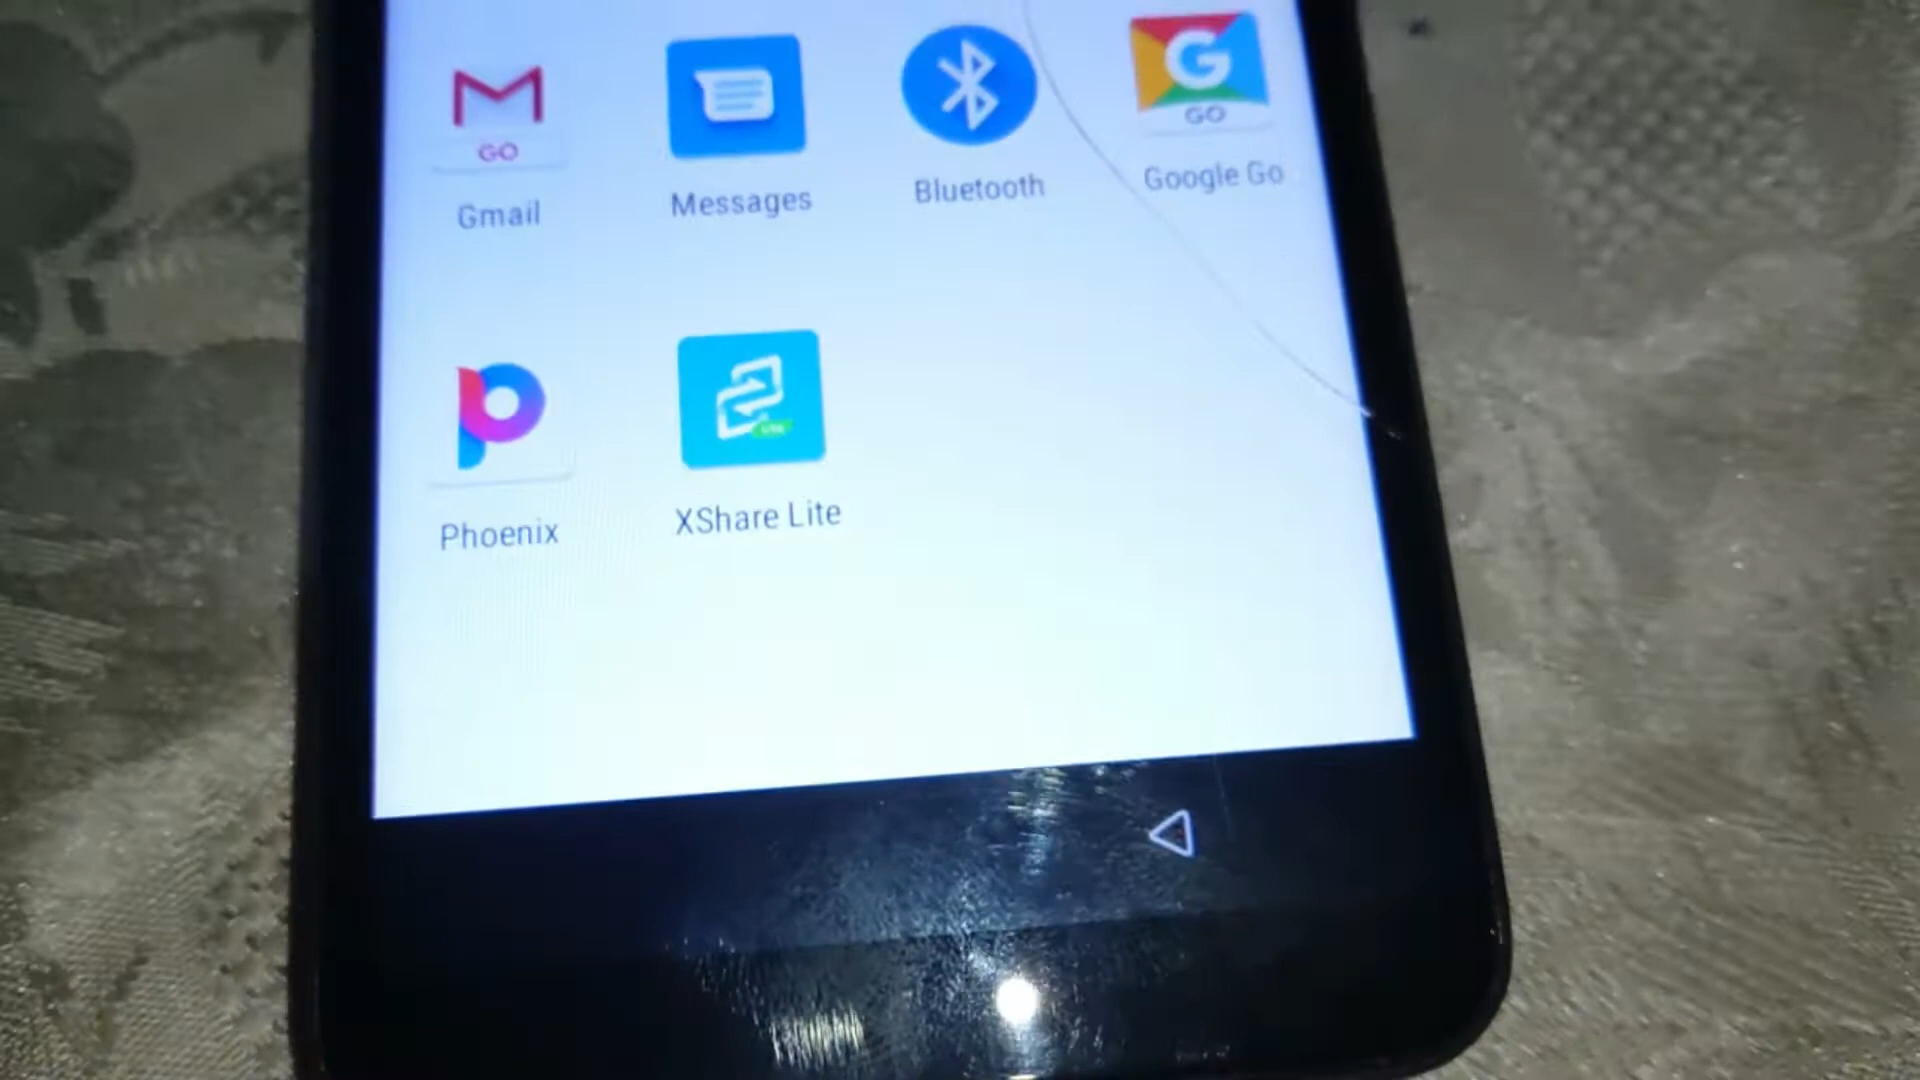 GO
Gmail
Messages
Bluetooth
G
GO
Google Go
Phoenix
XShare Lite